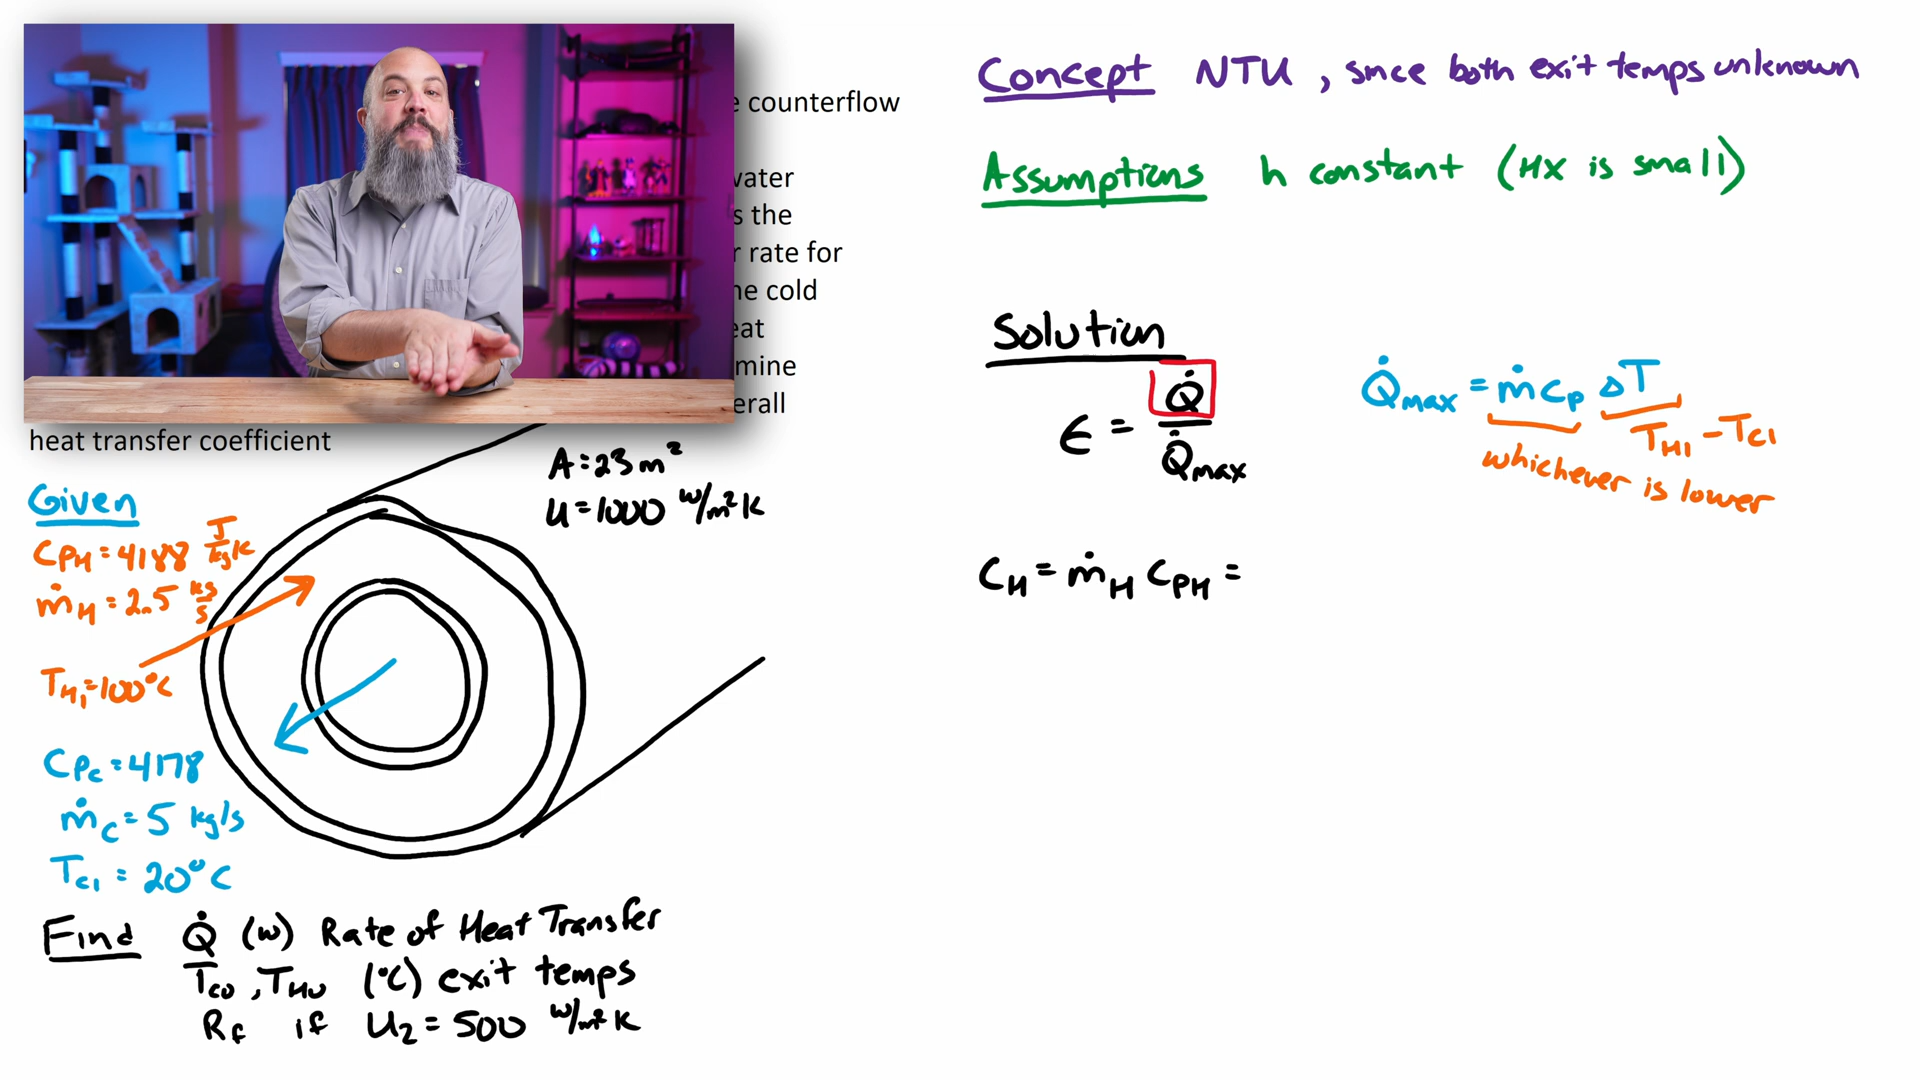 e counterflow
vater
s the
r rate for
ne cold
eat
mine
erall
heat transfer coefficient
A = 23 m²
U = 1000 W/m²K
Given
CPH = 4188 J/kgK
ṁH = 2.5 kg/s
TH1 = 100°C
CPC = 4178
ṁC = 5 kg/s
TC1 = 20°C
Find Q̇ (W) Rate of Heat Transfer
TCO, THO (°C) exit temps
Rf if U2 = 500 W/m²K
Concept NTU, since both exit temps unknown
Assumptions h constant (HX is small)
Solution
ϵ = Q̇ / Q̇max
Q̇max = ṁ CP ΔT
TH1 - TC1
whichever is lower
CH = ṁH CPH =